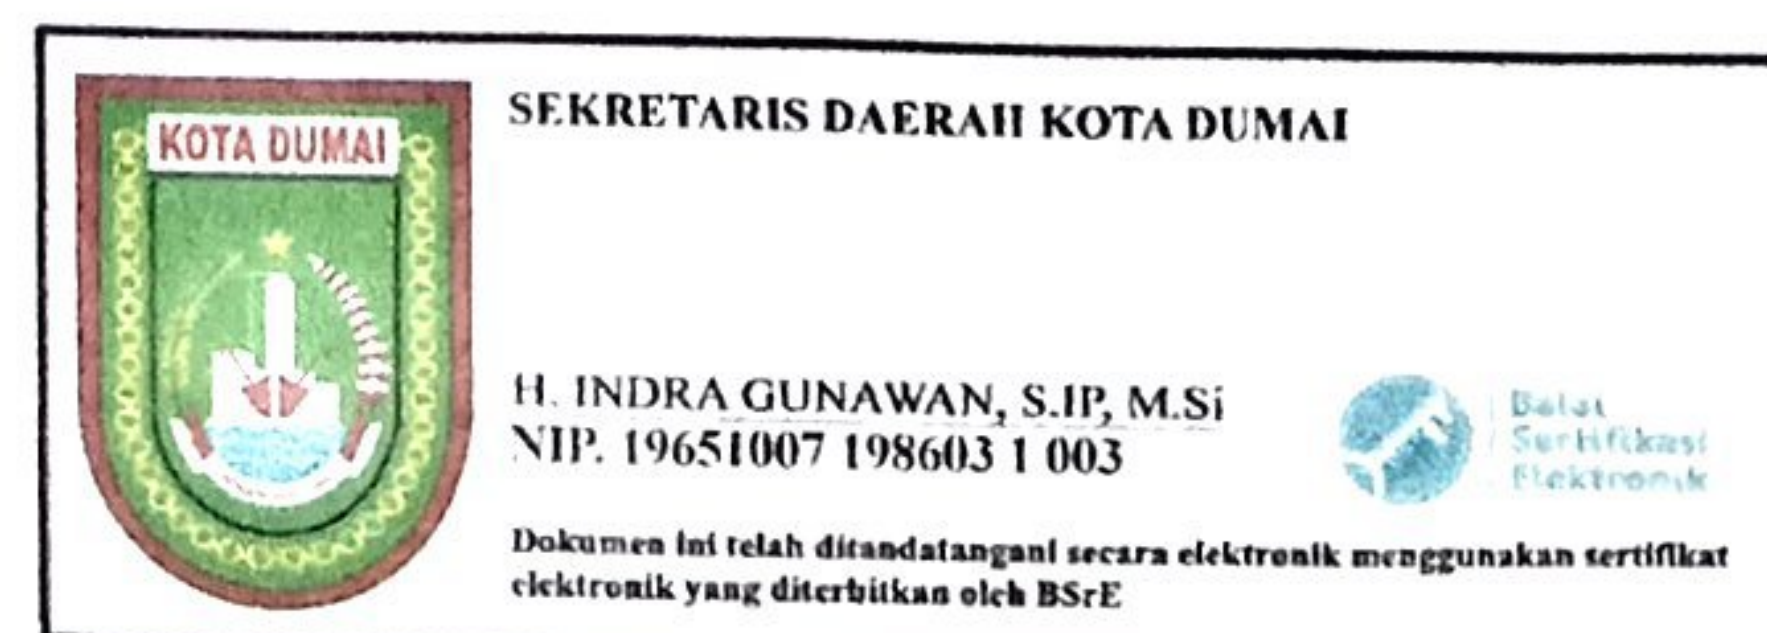 KOTA DUMAI
SEKRETARIS DAERAH KOTA DUMAI
H. INDRA GUNAWAN, S.IP, M.Si
NIP. 19651007 198603 1 003
Balai
Sertifikasi
Elektronik
Dokumen ini telah ditandatangani secara elektronik menggunakan sertifikat
elektronik yang diterbitkan oleh BSrE